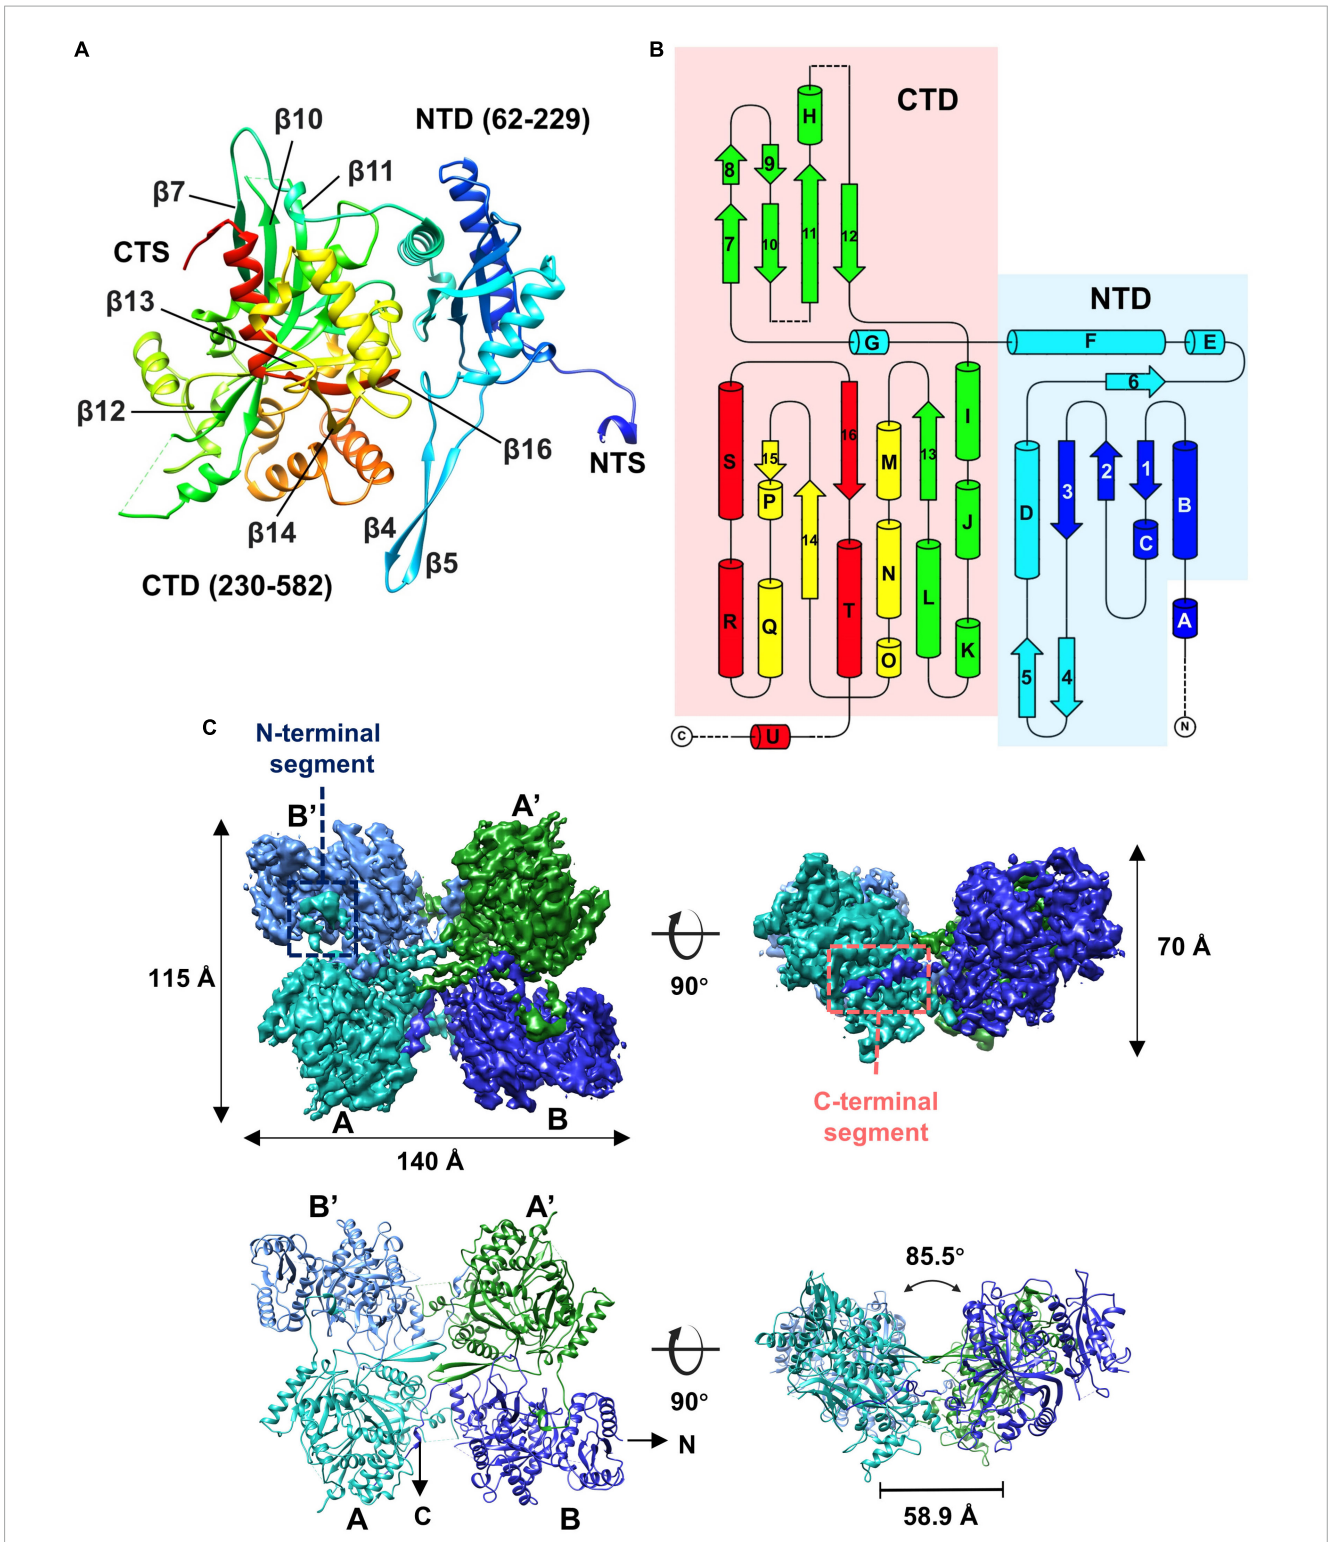 A
NTD (62-229)
β10
β11
β7
CTS
β13
β12
β16
NTS
β14
β4
β5
CTD (230-582)
B
CTD
H
8
9
7
10
11
12
NTD
G
F
E
6
I
S
15
16
M
13
P
J
D
3
2
1
B
C
14
N
R
Q
T
L
O
K
A
5
4
N
C
U
C
N-terminal
segment
B’
A’
115 Å
A
B
140 Å
90°
70 Å
C-terminal
segment
B’
A’
85.5°
90°
N
A
C
B
58.9 Å